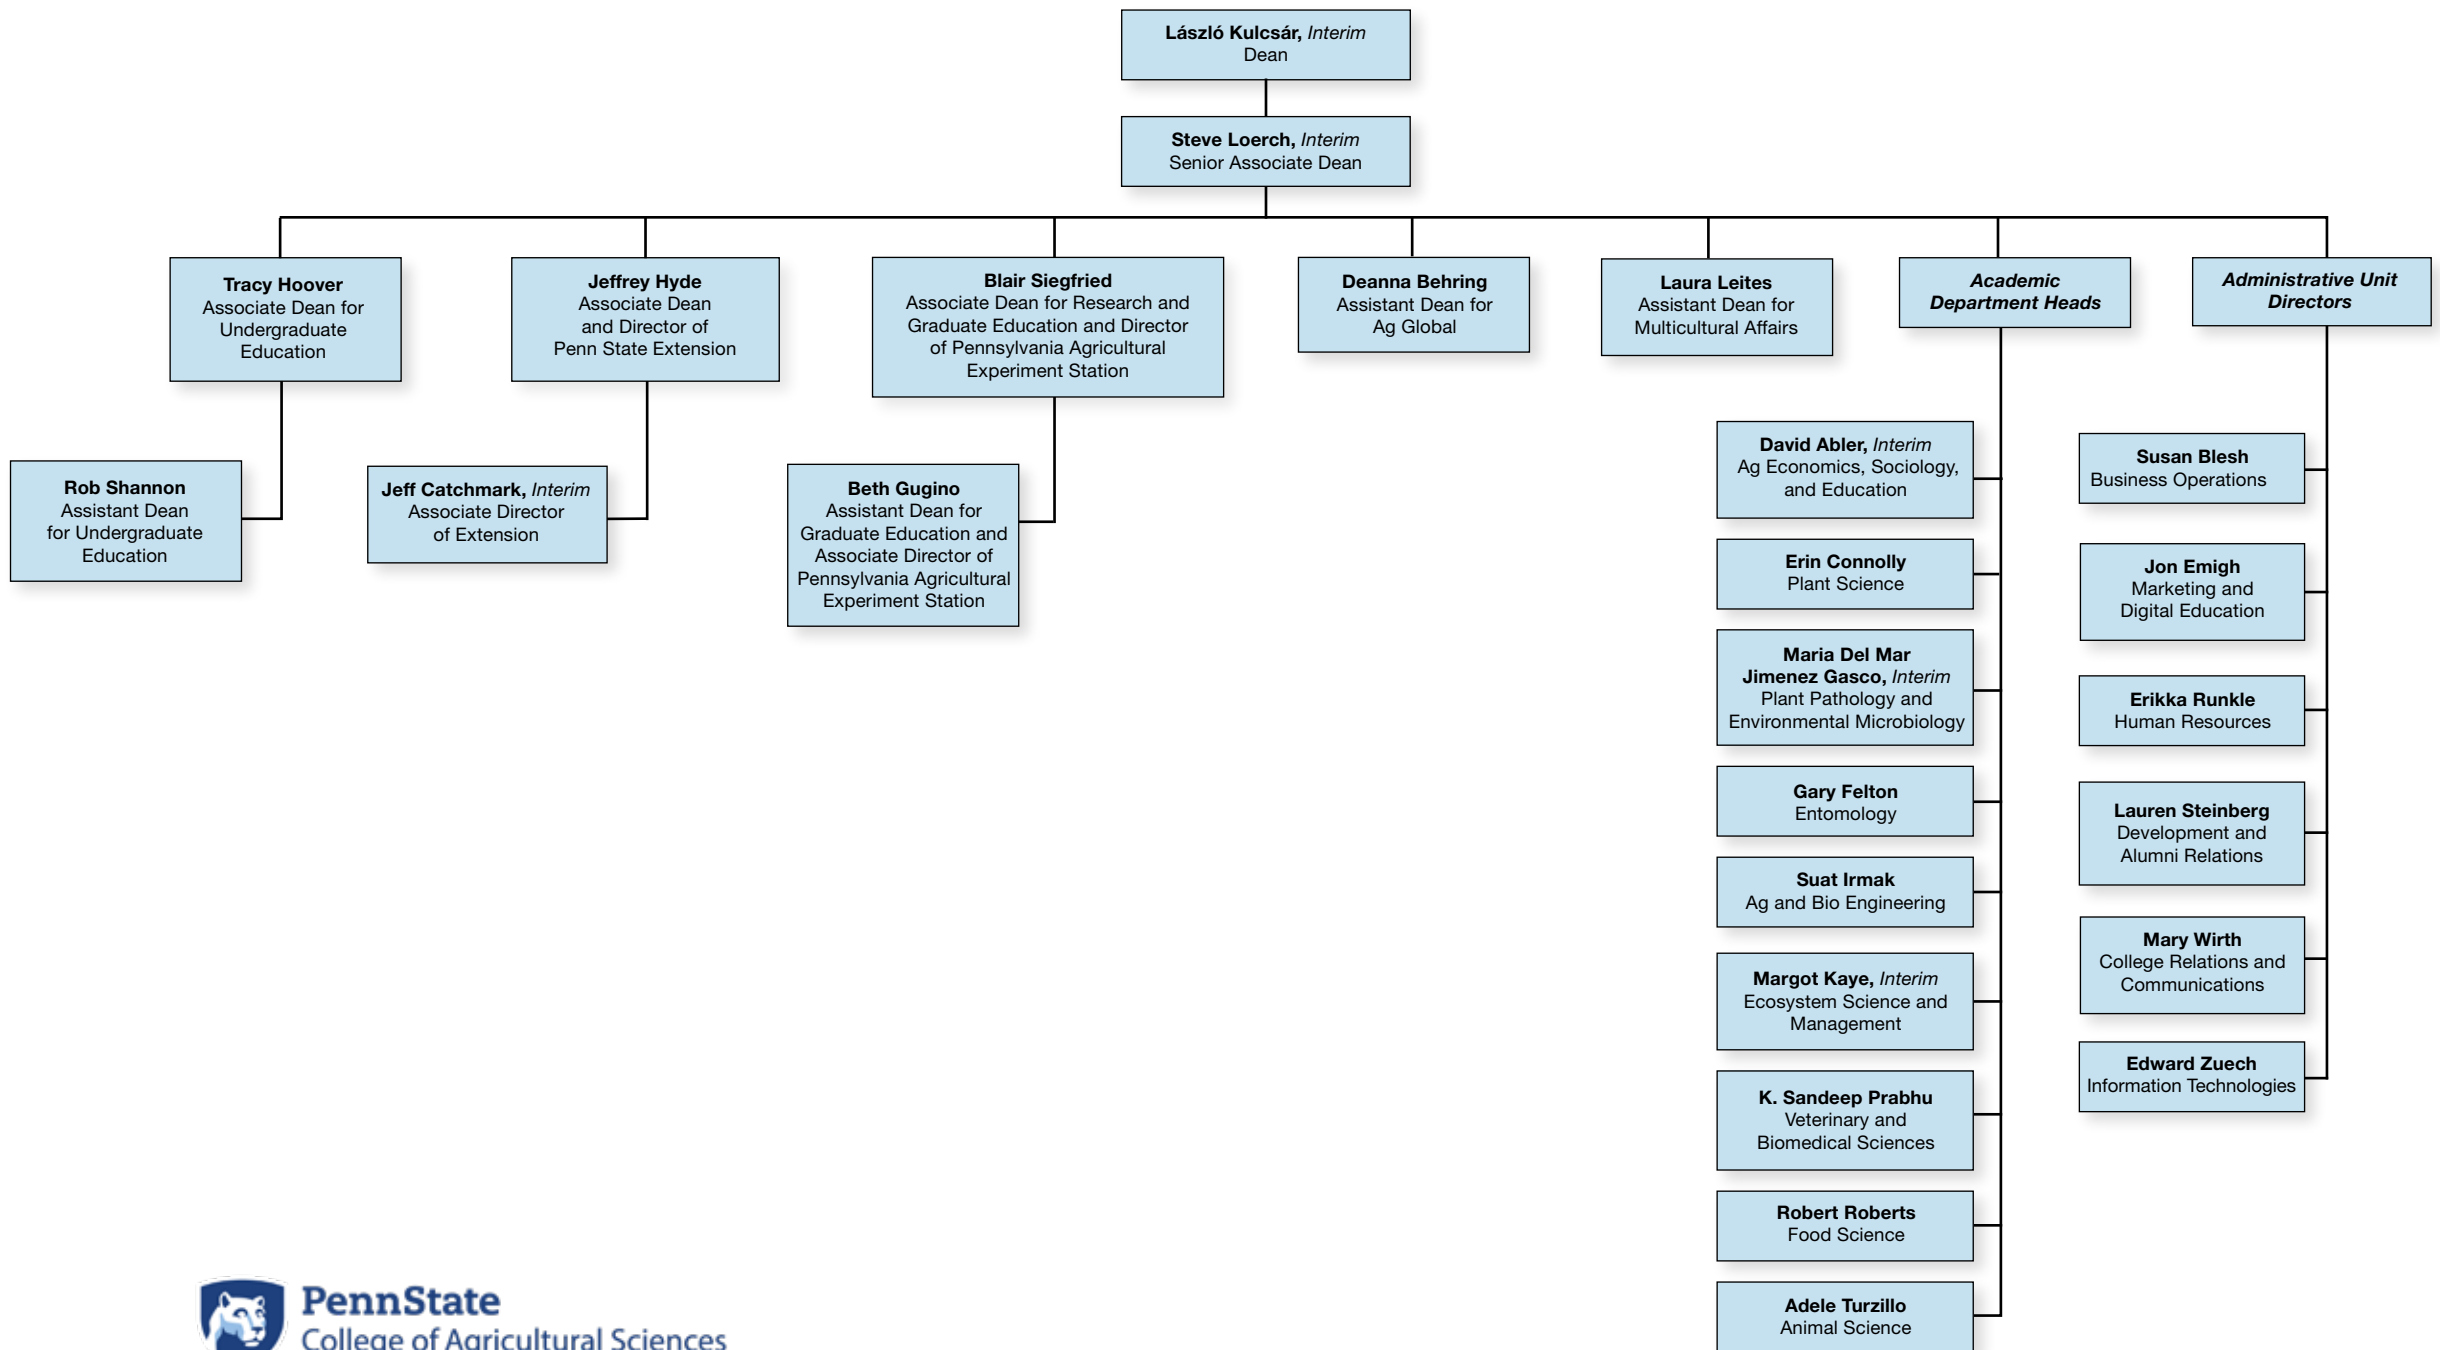 László Kulcsár, Interim
Dean
Steve Loerch, Interim
Senior Associate Dean
Tracy Hoover
Associate Dean for
Undergraduate
Education
Jeffrey Hyde
Associate Dean
and Director of
Penn State Extension
Blair Siegfried
Associate Dean for Research and
Graduate Education and Director
of Pennsylvania Agricultural
Experiment Station
Deanna Behring
Assistant Dean for
Ag Global
Laura Leites
Assistant Dean for
Multicultural Affairs
Academic
Department Heads
Administrative Unit
Directors
Rob Shannon
Assistant Dean
for Undergraduate
Education
Jeff Catchmark, Interim
Associate Director
of Extension
Beth Gugino
Assistant Dean for
Graduate Education and
Associate Director of
Pennsylvania Agricultural
Experiment Station
David Abler, Interim
Ag Economics, Sociology,
and Education
Erin Connolly
Plant Science
Maria Del Mar
Jimenez Gasco, Interim
Plant Pathology and
Environmental Microbiology
Gary Felton
Entomology
Suat Irmak
Ag and Bio Engineering
Margot Kaye, Interim
Ecosystem Science and
Management
K. Sandeep Prabhu
Veterinary and
Biomedical Sciences
Robert Roberts
Food Science
Adele Turzillo
Animal Science
Susan Blesh
Business Operations
Jon Emigh
Marketing and
Digital Education
Erikka Runkle
Human Resources
Lauren Steinberg
Development and
Alumni Relations
Mary Wirth
College Relations and
Communications
Edward Zuech
Information Technologies
PennState
College of Agricultural Sciences